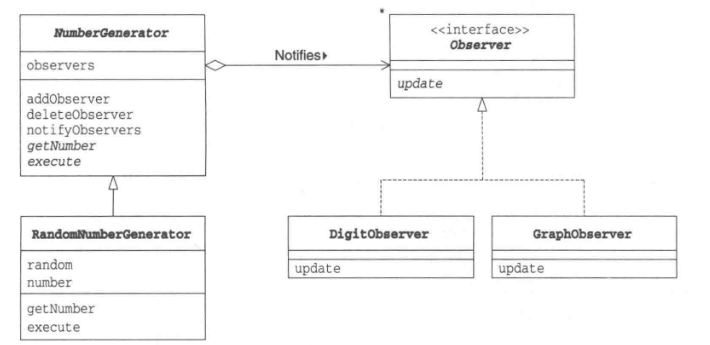 NumberGenerator
observers
addObserver
deleteObserver
notifyObservers
getNumber
execute
Notifies
*
<<interface>>
Observer
update
RandomNumberGenerator
random
number
getNumber
execute
DigitObserver
update
GraphObserver
update